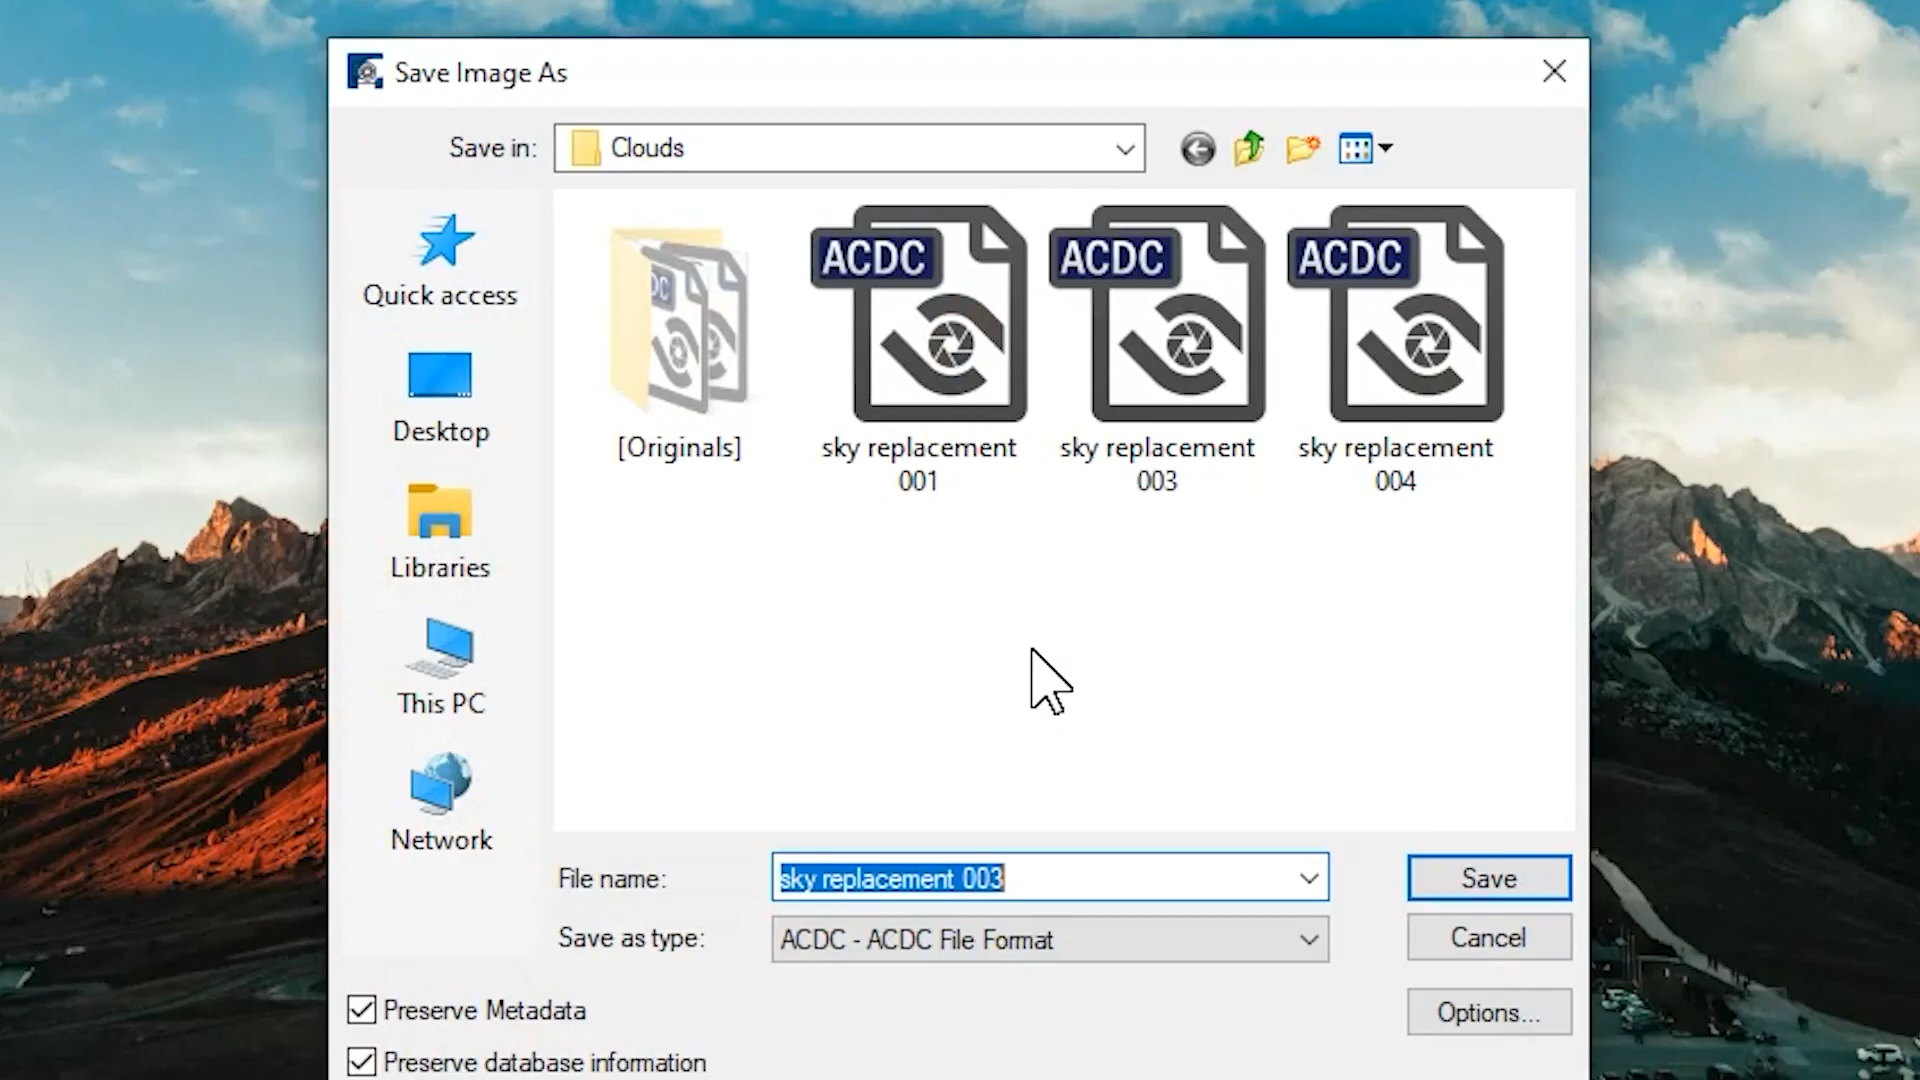 Save Image As
Save in:
Clouds
Quick access
Desktop
Libraries
This PC
Network
DC
[Originals]
ACDC
sky replacement
001
ACDC
sky replacement
003
ACDC
sky replacement
004
File name:
sky replacement 003
Save
Save as type:
ACDC - ACDC File Format
Cancel
Preserve Metadata
Options...
Preserve database information